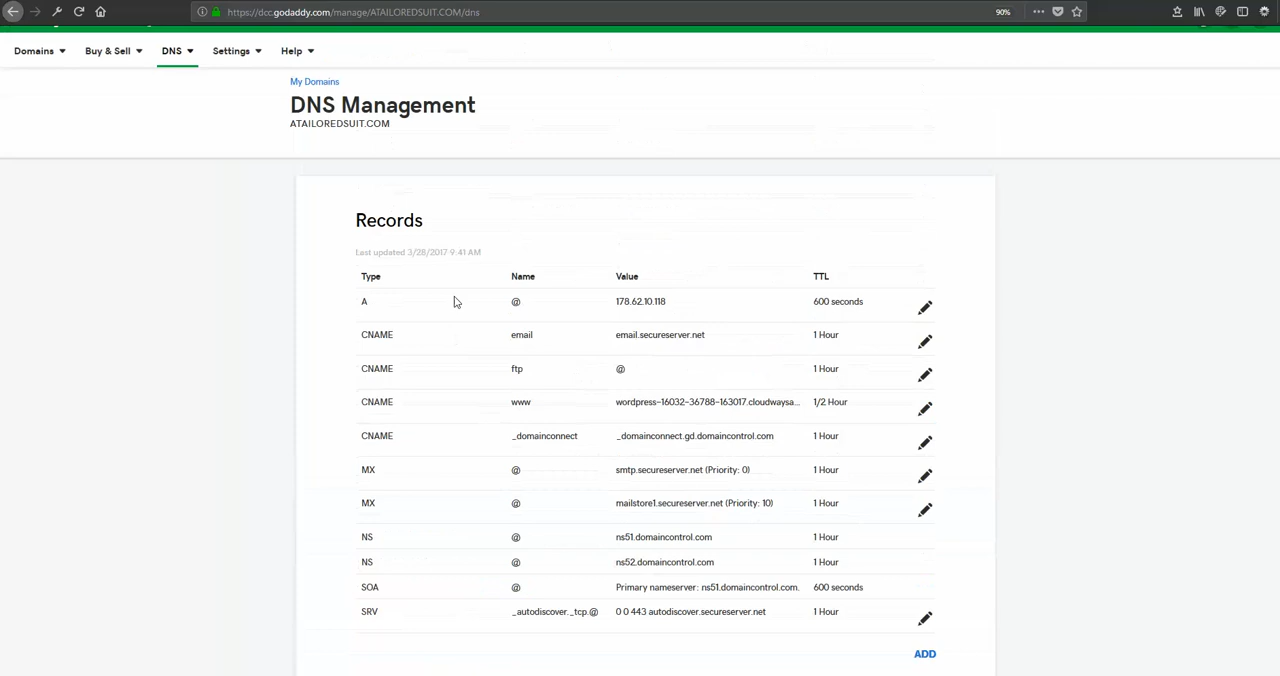 https://dcc.godaddy.com/manage/ATAILOREDSUIT.COM/dns 90%
Domains Buy & Sell DNS Settings Help
My Domains
DNS Management
ATAILOREDSUIT.COM
Records
Last updated 3/28/2017 9:41 AM
Type Name Value TTL
A @ 178.62.10.118 600 seconds
CNAME email email.secureserver.net 1 Hour
CNAME ftp @ 1 Hour
CNAME www wordpress-16032-36788-163017.cloudwaysa... 1/2 Hour
CNAME _domainconnect _domainconnect.gd.domaincontrol.com 1 Hour
MX @ smtp.secureserver.net (Priority: 0) 1 Hour
MX @ mailstore1.secureserver.net (Priority: 10) 1 Hour
NS @ ns51.domaincontrol.com 1 Hour
NS @ ns52.domaincontrol.com 1 Hour
SOA @ Primary nameserver: ns51.domaincontrol.com. 600 seconds
SRV _autodiscover._tcp.@ 0 0 443 autodiscover.secureserver.net 1 Hour
ADD